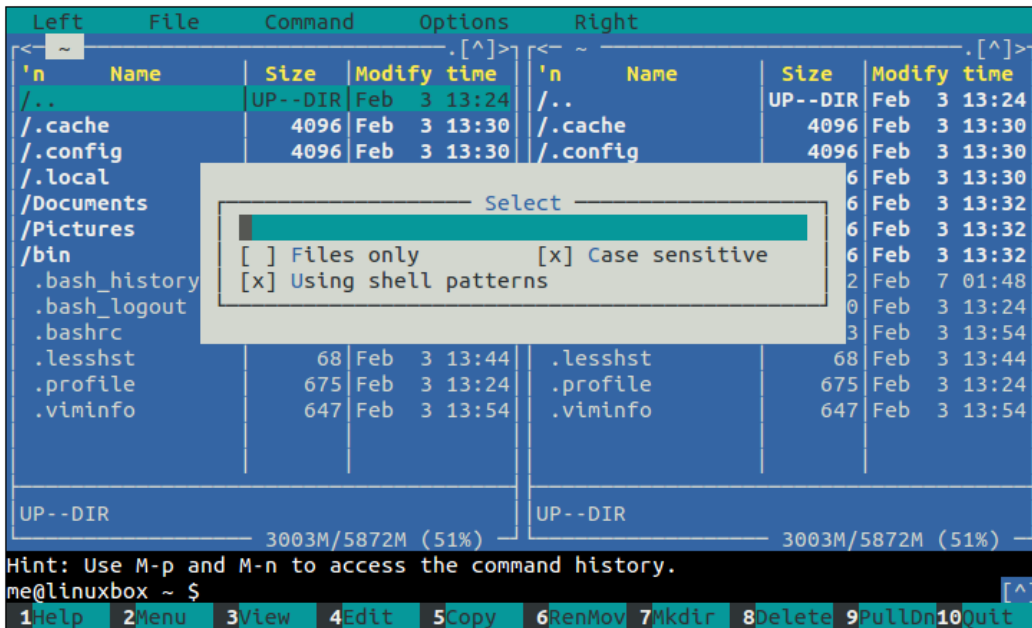 Left File Command Options Right
<─ ~ ─.[^]> <─ ~ ─.[^]>
'n Name Size Modify time 'n Name Size Modify time
/.. UP--DIR Feb 3 13:24 /.. UP--DIR Feb 3 13:24
/.cache 4096 Feb 3 13:30 /.cache 4096 Feb 3 13:30
/.config 4096 Feb 3 13:30 /.config 4096 Feb 3 13:30
/.local 6 Feb 3 13:30
/Documents Select 6 Feb 3 13:32
/Pictures 6 Feb 3 13:32
/bin [ ] Files only [x] Case sensitive 6 Feb 3 13:32
.bash_history [x] Using shell patterns 2 Feb 7 01:48
.bash_logout 0 Feb 3 13:24
.bashrc 3 Feb 3 13:54
.lesshst 68 Feb 3 13:44 .lesshst 68 Feb 3 13:44
.profile 675 Feb 3 13:24 .profile 675 Feb 3 13:24
.viminfo 647 Feb 3 13:54 .viminfo 647 Feb 3 13:54
UP--DIR UP--DIR
3003M/5872M (51%) 3003M/5872M (51%)
Hint: Use M-p and M-n to access the command history.
me@linuxbox ~ $ [^]
1Help 2Menu 3View 4Edit 5Copy 6RenMov 7Mkdir 8Delete 9PullDn 10Quit